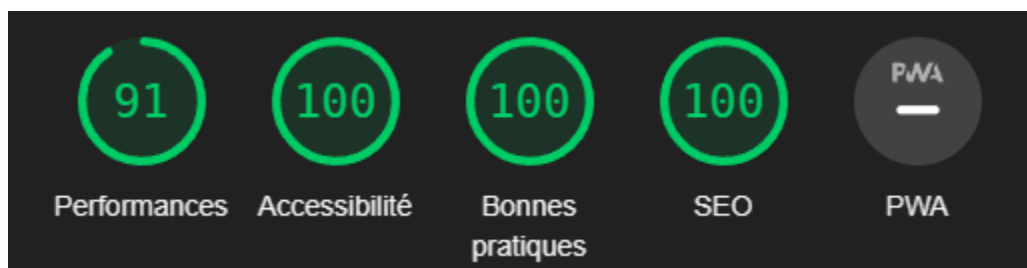 91 100 100 100 PWA
Performances Accessibilité Bonnes pratiques SEO PWA